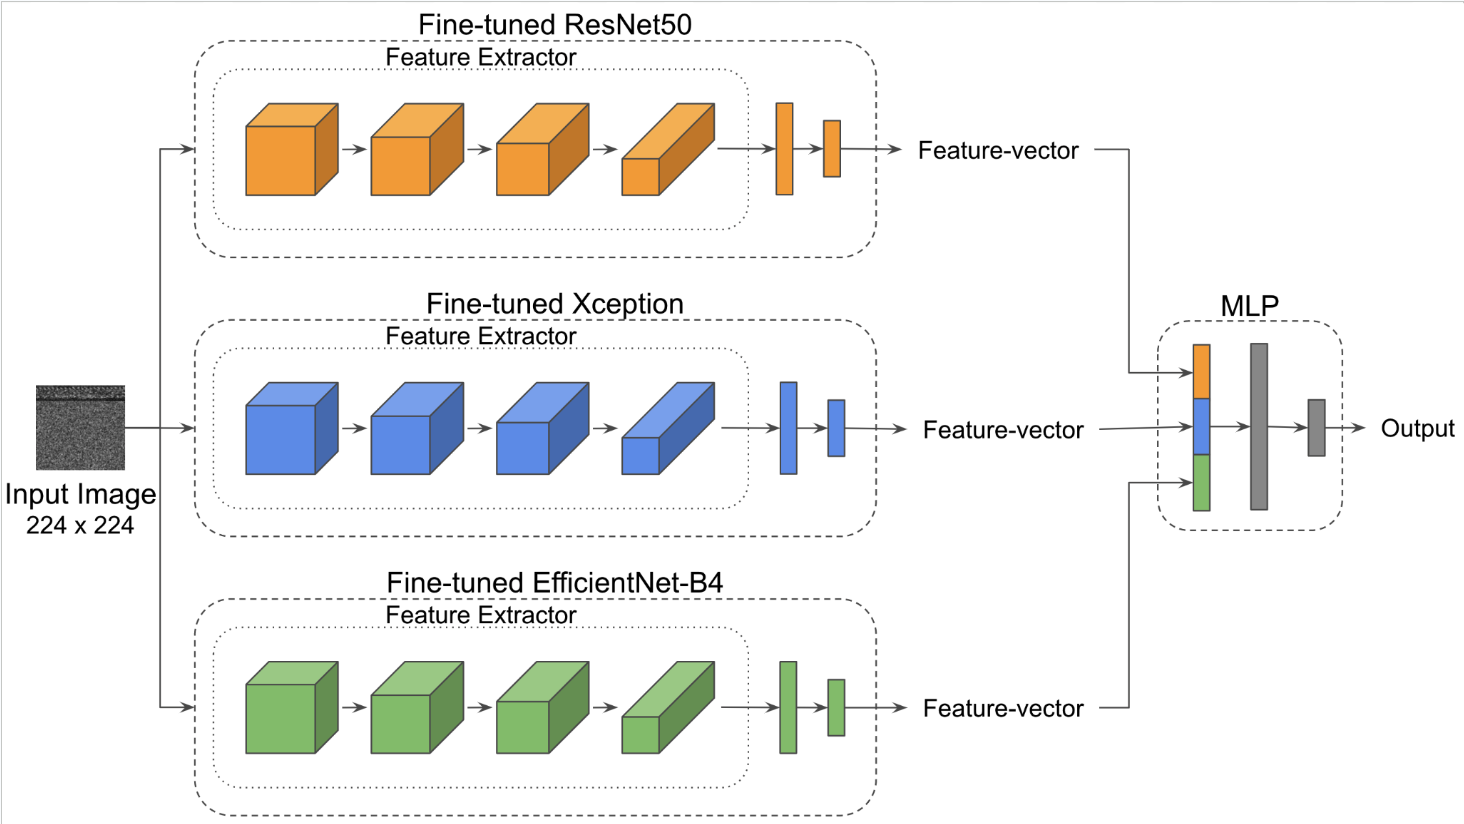 Fine-tuned ResNet50
Feature Extractor
Feature-vector
Fine-tuned Xception
Feature Extractor
Feature-vector
MLP
Output
Input Image
224 x 224
Fine-tuned EfficientNet-B4
Feature Extractor
Feature-vector